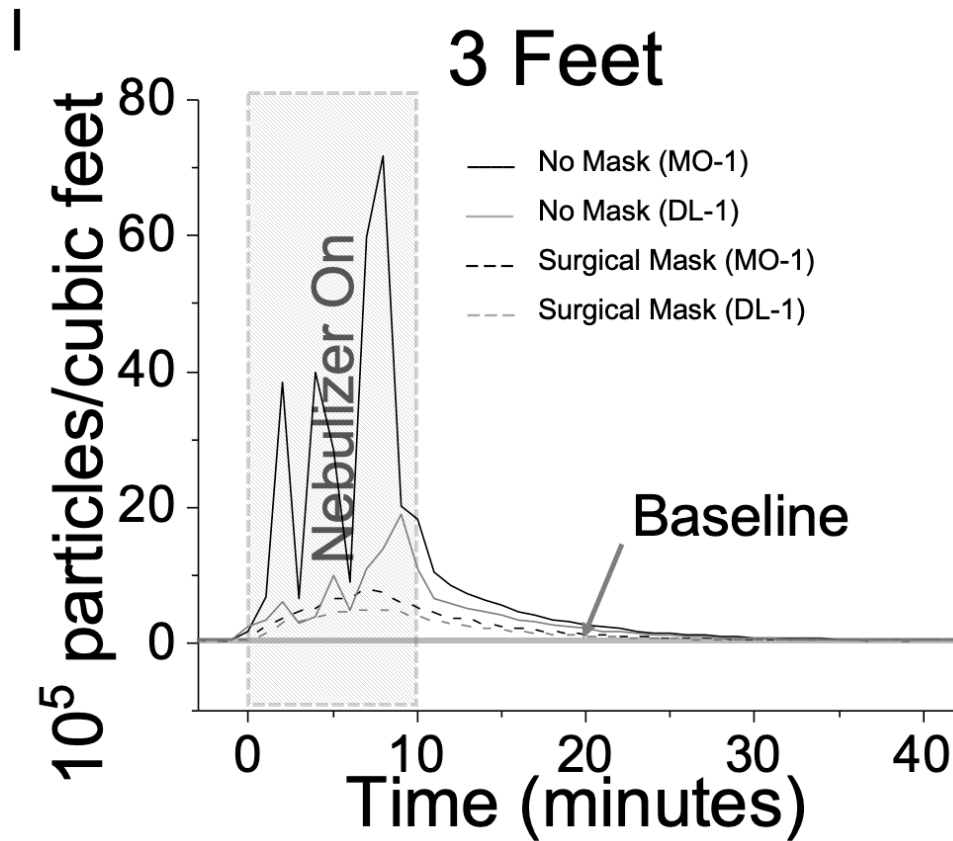 I
3 Feet
10⁵ particles/cubic feet
80
60
40
20
0
No Mask (MO-1)
No Mask (DL-1)
Surgical Mask (MO-1)
Surgical Mask (DL-1)
Nebulizer On
Baseline
0 10 20 30 40
Time (minutes)